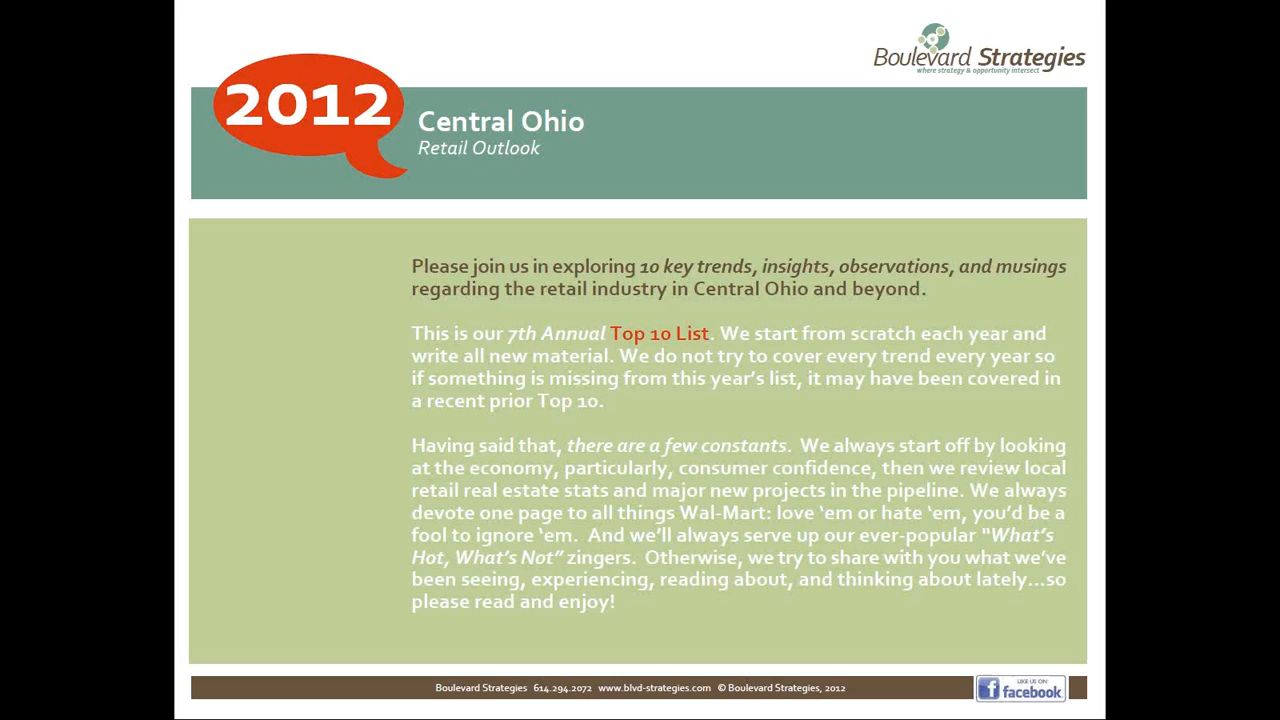 Boulevard Strategies
where strategy & opportunity intersect
2012
Central Ohio
Retail Outlook
Please join us in exploring 10 key trends, insights, observations, and musings
regarding the retail industry in Central Ohio and beyond.
This is our 7th Annual Top 10 List. We start from scratch each year and
write all new material. We do not try to cover every trend every year so
if something is missing from this year’s list, it may have been covered in
a recent prior Top 10.
Having said that, there are a few constants. We always start off by looking
at the economy, particularly, consumer confidence, then we review local
retail real estate stats and major new projects in the pipeline. We always
devote one page to all things Wal-Mart: love ‘em or hate ‘em, you’d be a
fool to ignore ‘em. And we’ll always serve up our ever-popular "What’s
Hot, What’s Not” zingers. Otherwise, we try to share with you what we’ve
been seeing, experiencing, reading about, and thinking about lately…so
please read and enjoy!
Boulevard Strategies 614.294.2072 www.blvd-strategies.com © Boulevard Strategies, 2012
LIKE US ON
f facebook